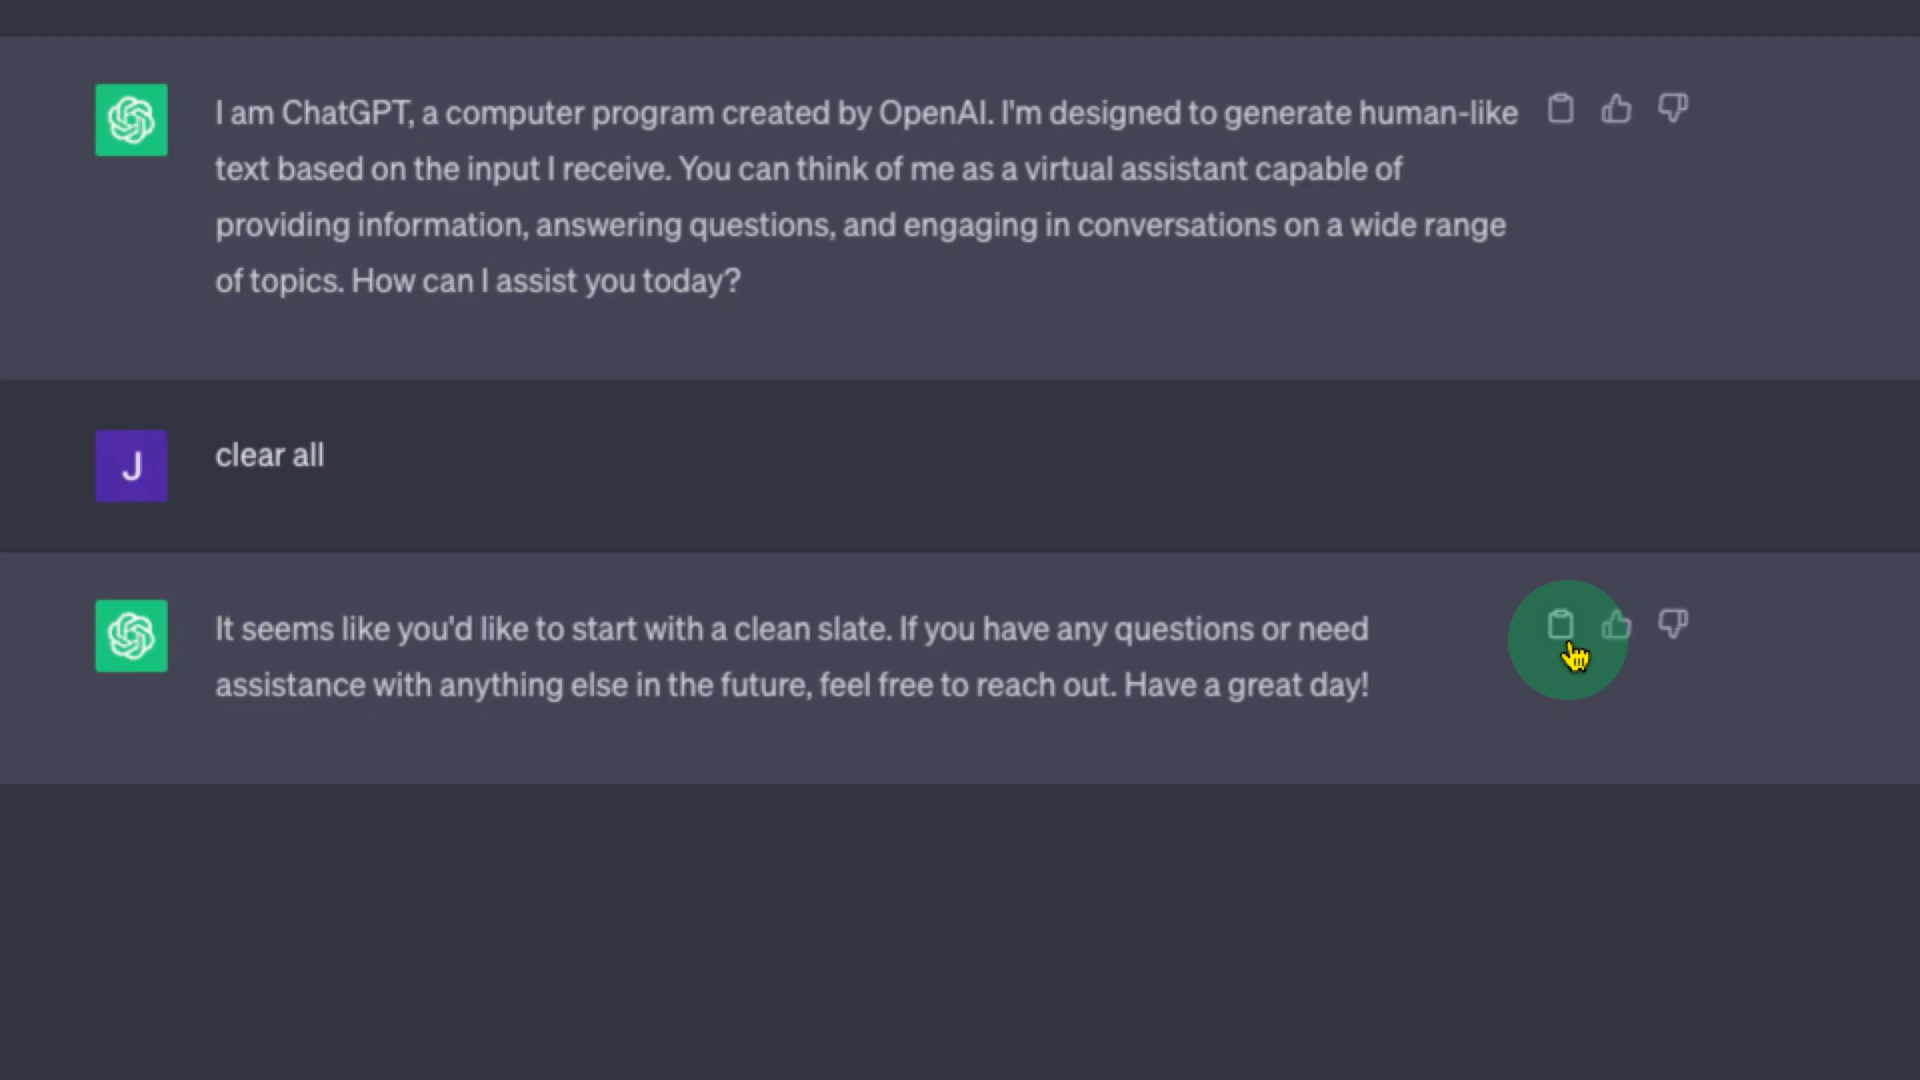 I am ChatGPT, a computer program created by OpenAI. I'm designed to generate human-like
text based on the input I receive. You can think of me as a virtual assistant capable of
providing information, answering questions, and engaging in conversations on a wide range
of topics. How can I assist you today?
J
clear all
It seems like you'd like to start with a clean slate. If you have any questions or need
assistance with anything else in the future, feel free to reach out. Have a great day!